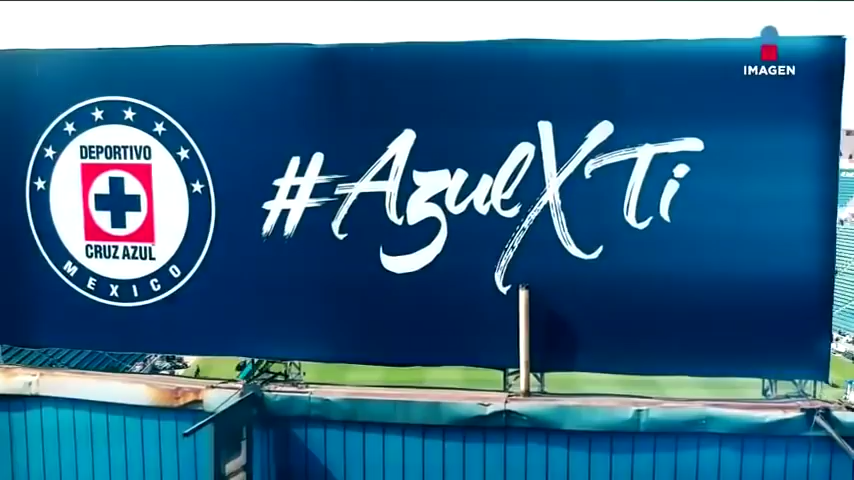 IMAGEN
DEPORTIVO
CRUZ AZUL
MEXICO
#AzulXTi